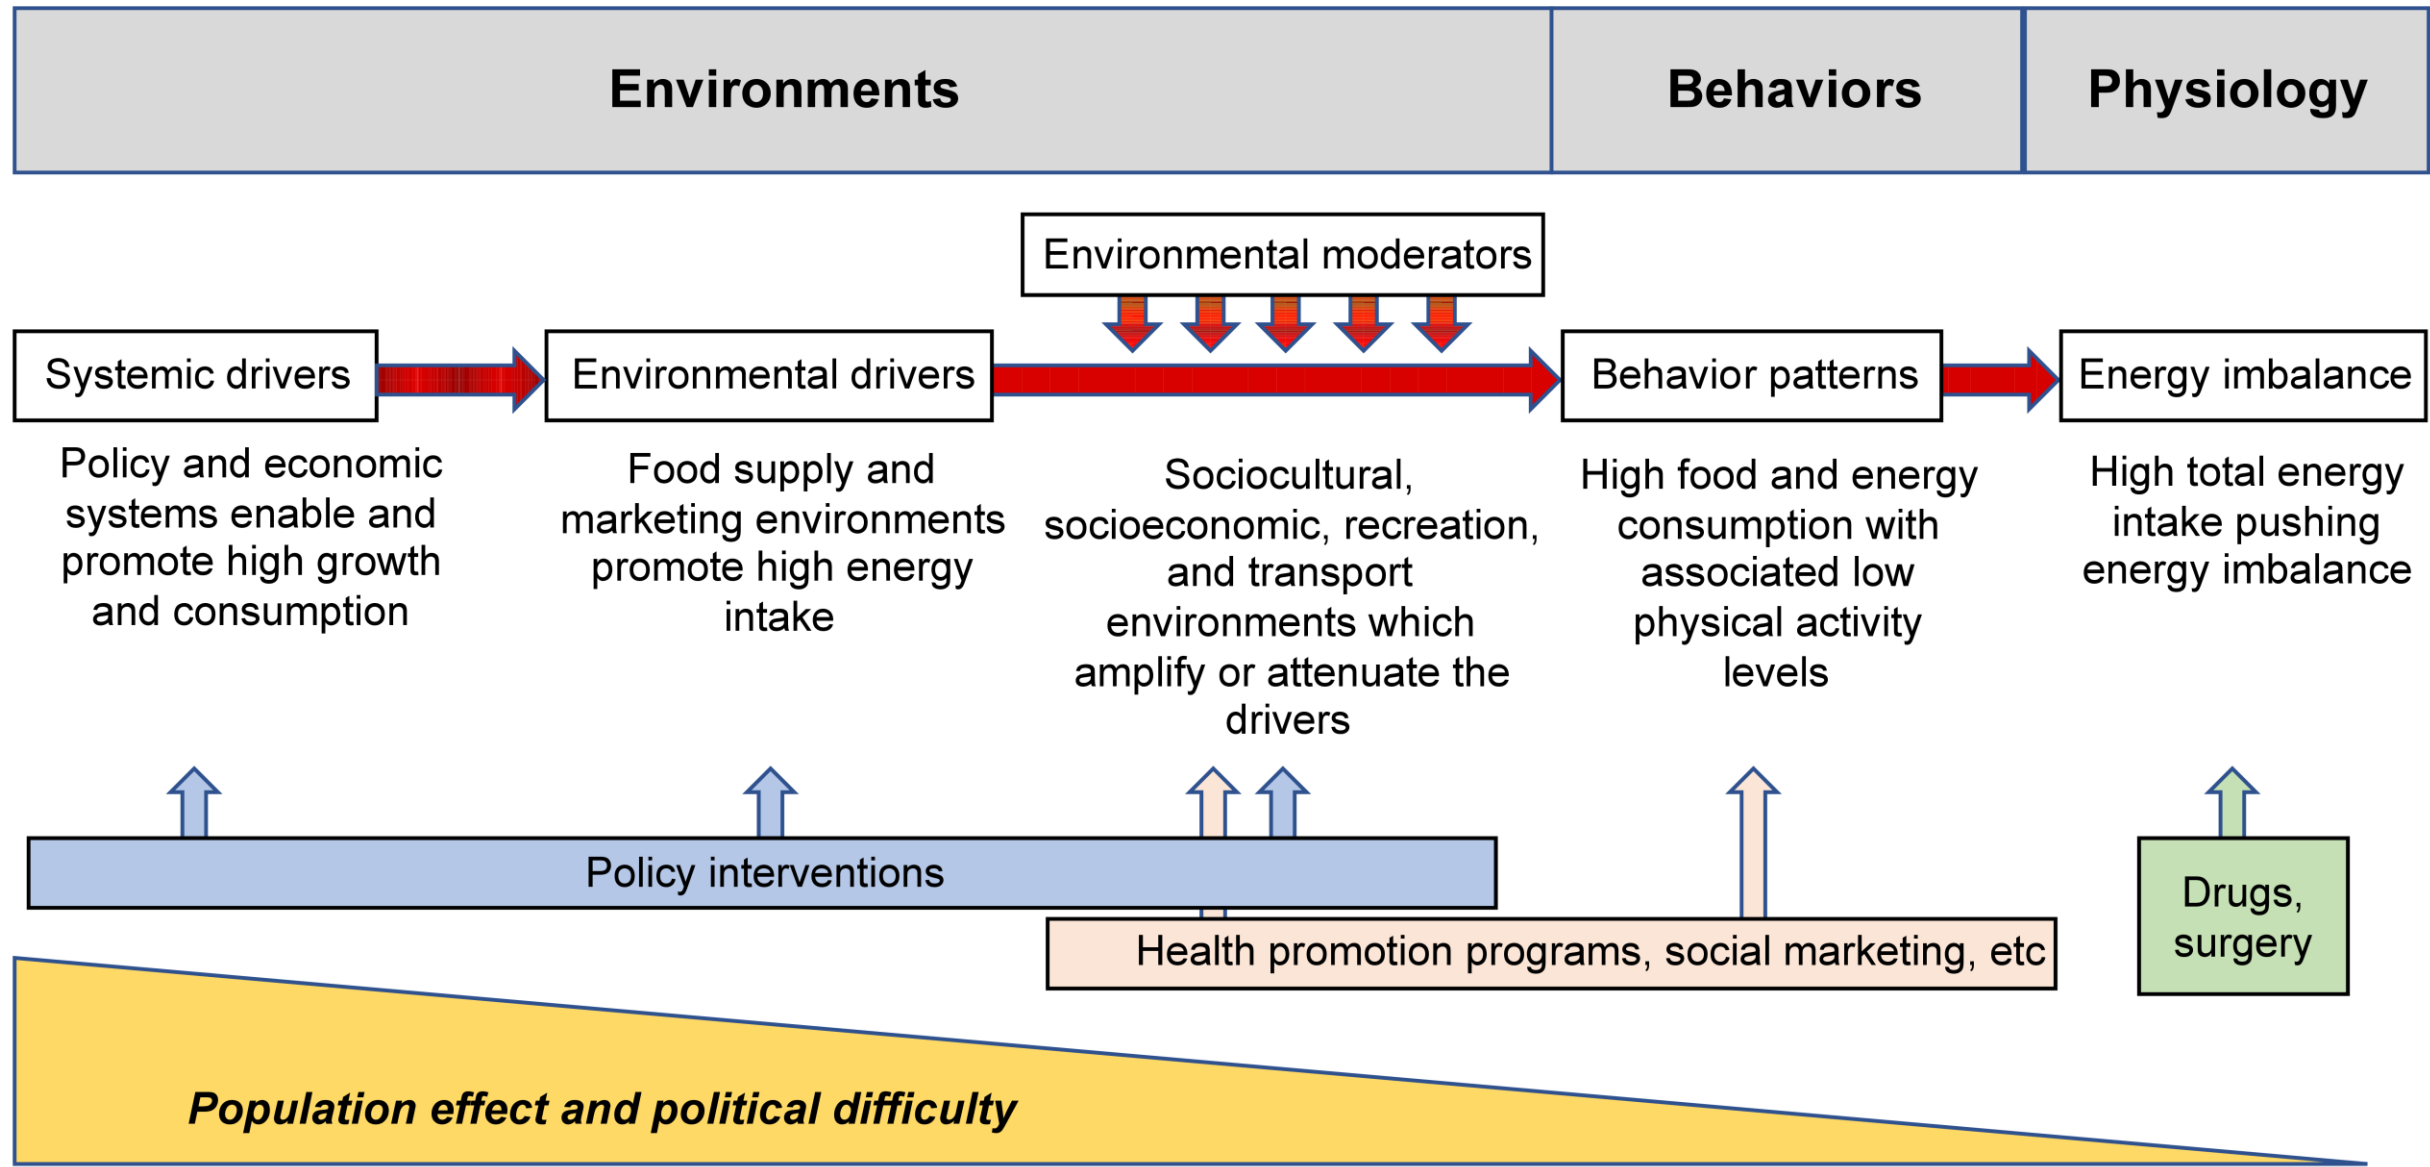 Environments
Behaviors
Physiology
Environmental moderators
Systemic drivers
Environmental drivers
Behavior patterns
Energy imbalance
Policy and economic
systems enable and
promote high growth
and consumption
Food supply and
marketing environments
promote high energy
intake
Sociocultural,
socioeconomic, recreation,
and transport
environments which
amplify or attenuate the
drivers
High food and energy
consumption with
associated low
physical activity
levels
High total energy
intake pushing
energy imbalance
Policy interventions
Health promotion programs, social marketing, etc
Drugs,
surgery
Population effect and political difficulty